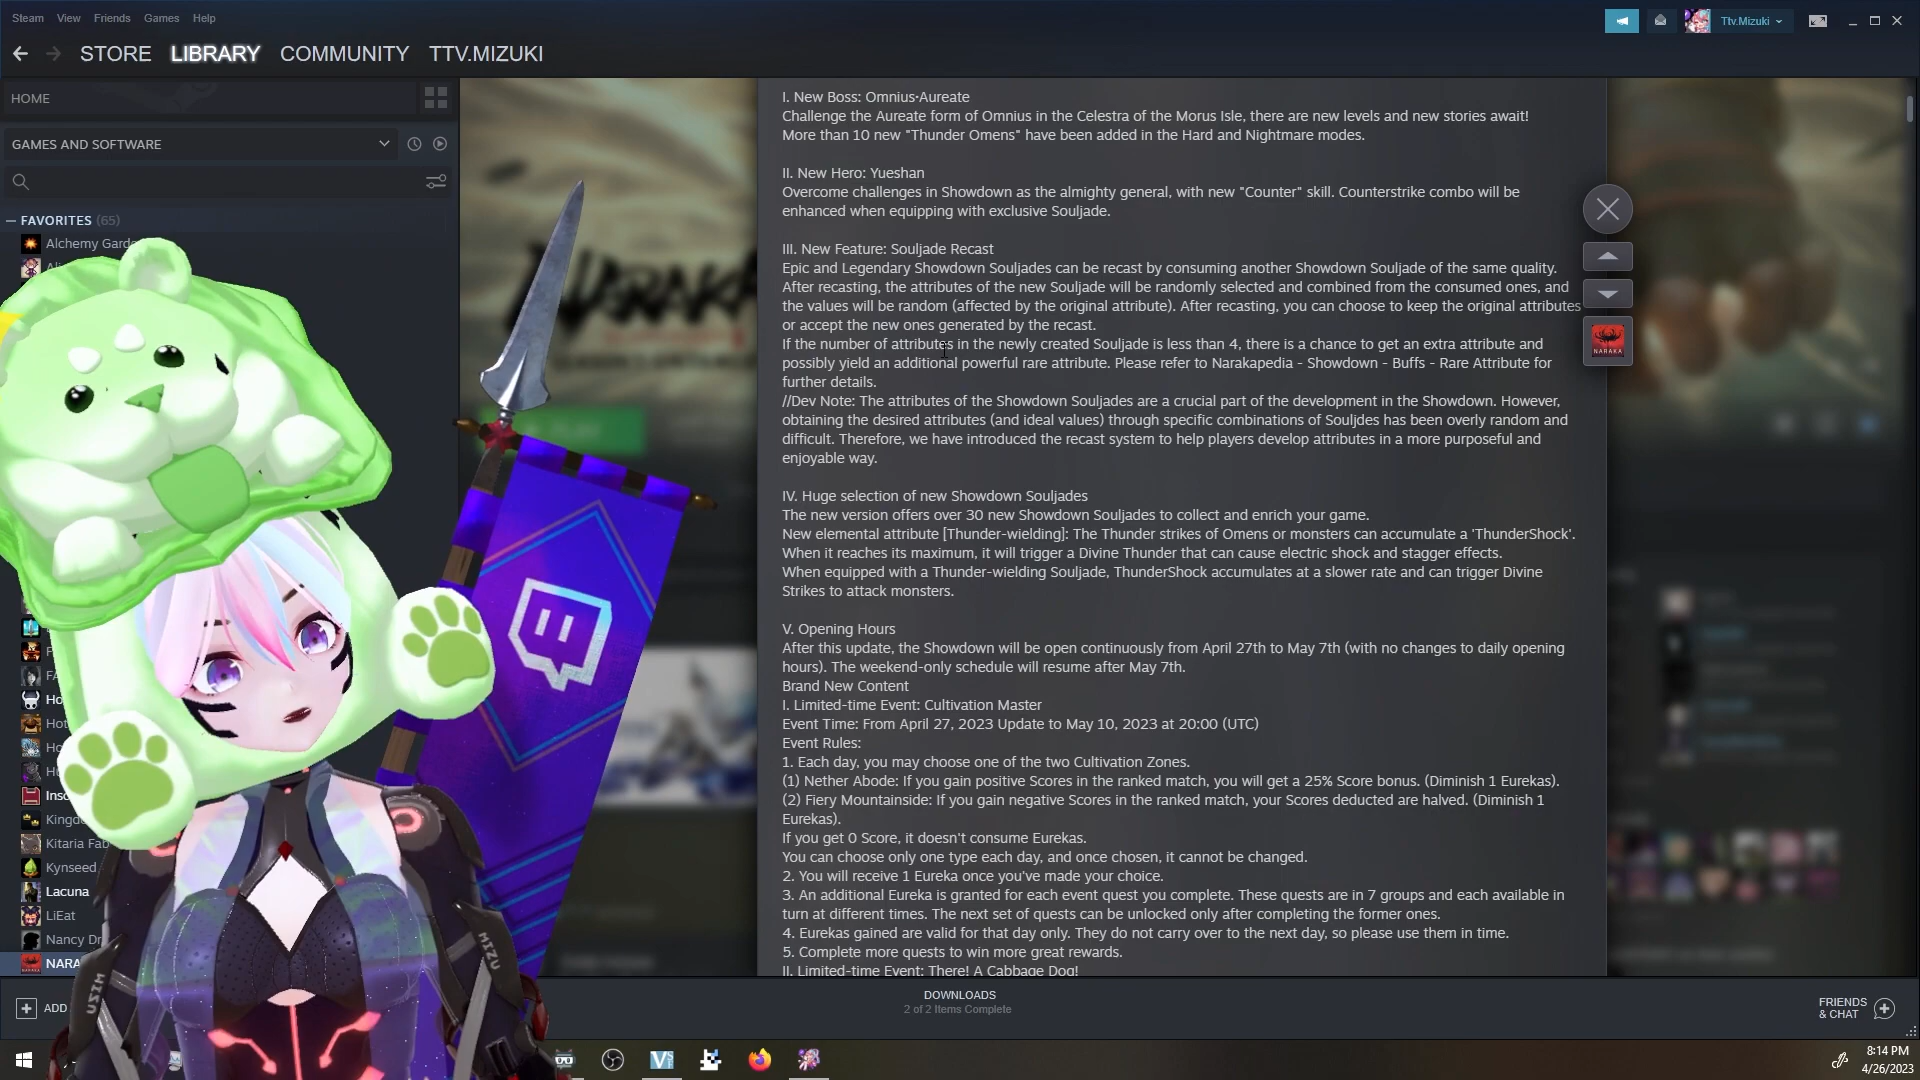 Steam View Friends Games Help
Ttv.Mizuki
STORE LIBRARY COMMUNITY TTV.MIZUKI
HOME
GAMES AND SOFTWARE
— FAVORITES (65)
Alchemy Garde
Ali
Ho
Hot
Ho
Kingd
Kitaria Fab
Kynseed
Lacuna
LiEat
Nancy Dr
NARA
I. New Boss: Omnius·Aureate
Challenge the Aureate form of Omnius in the Celestra of the Morus Isle, there are new levels and new stories await!
More than 10 new "Thunder Omens" have been added in the Hard and Nightmare modes.
II. New Hero: Yueshan
Overcome challenges in Showdown as the almighty general, with new "Counter" skill. Counterstrike combo will be
enhanced when equipping with exclusive Souljade.
III. New Feature: Souljade Recast
Epic and Legendary Showdown Souljades can be recast by consuming another Showdown Souljade of the same quality.
After recasting, the attributes of the new Souljade will be randomly selected and combined from the consumed ones, and
the values will be random (affected by the original attribute). After recasting, you can choose to keep the original attributes
or accept the new ones generated by the recast.
If the number of attributes in the newly created Souljade is less than 4, there is a chance to get an extra attribute and
possibly yield an additional powerful rare attribute. Please refer to Narakapedia - Showdown - Buffs - Rare Attribute for
further details.
//Dev Note: The attributes of the Showdown Souljades are a crucial part of the development in the Showdown. However,
obtaining the desired attributes (and ideal values) through specific combinations of Souljdes has been overly random and
difficult. Therefore, we have introduced the recast system to help players develop attributes in a more purposeful and
enjoyable way.
IV. Huge selection of new Showdown Souljades
The new version offers over 30 new Showdown Souljades to collect and enrich your game.
New elemental attribute [Thunder-wielding]: The Thunder strikes of Omens or monsters can accumulate a 'ThunderShock'.
When it reaches its maximum, it will trigger a Divine Thunder that can cause electric shock and stagger effects.
When equipped with a Thunder-wielding Souljade, ThunderShock accumulates at a slower rate and can trigger Divine
Strikes to attack monsters.
V. Opening Hours
After this update, the Showdown will be open continuously from April 27th to May 7th (with no changes to daily opening
hours). The weekend-only schedule will resume after May 7th.
Brand New Content
I. Limited-time Event: Cultivation Master
Event Time: From April 27, 2023 Update to May 10, 2023 at 20:00 (UTC)
Event Rules:
1. Each day, you may choose one of the two Cultivation Zones.
(1) Nether Abode: If you gain positive Scores in the ranked match, you will get a 25% Score bonus. (Diminish 1 Eurekas).
(2) Fiery Mountainside: If you gain negative Scores in the ranked match, your Scores deducted are halved. (Diminish 1
Eurekas).
If you get 0 Score, it doesn't consume Eurekas.
You can choose only one type each day, and once chosen, it cannot be changed.
2. You will receive 1 Eureka once you've made your choice.
3. An additional Eureka is granted for each event quest you complete. These quests are in 7 groups and each available in
turn at different times. The next set of quests can be unlocked only after completing the former ones.
4. Eurekas gained are valid for that day only. They do not carry over to the next day, so please use them in time.
5. Complete more quests to win more great rewards.
II. Limited-time Event: There! A Cabbage Dog!
NARAKA
MIZU
MIZU
ADD
DOWNLOADS
2 of 2 Items Complete
FRIENDS
& CHAT
8:14 PM
4/26/2023